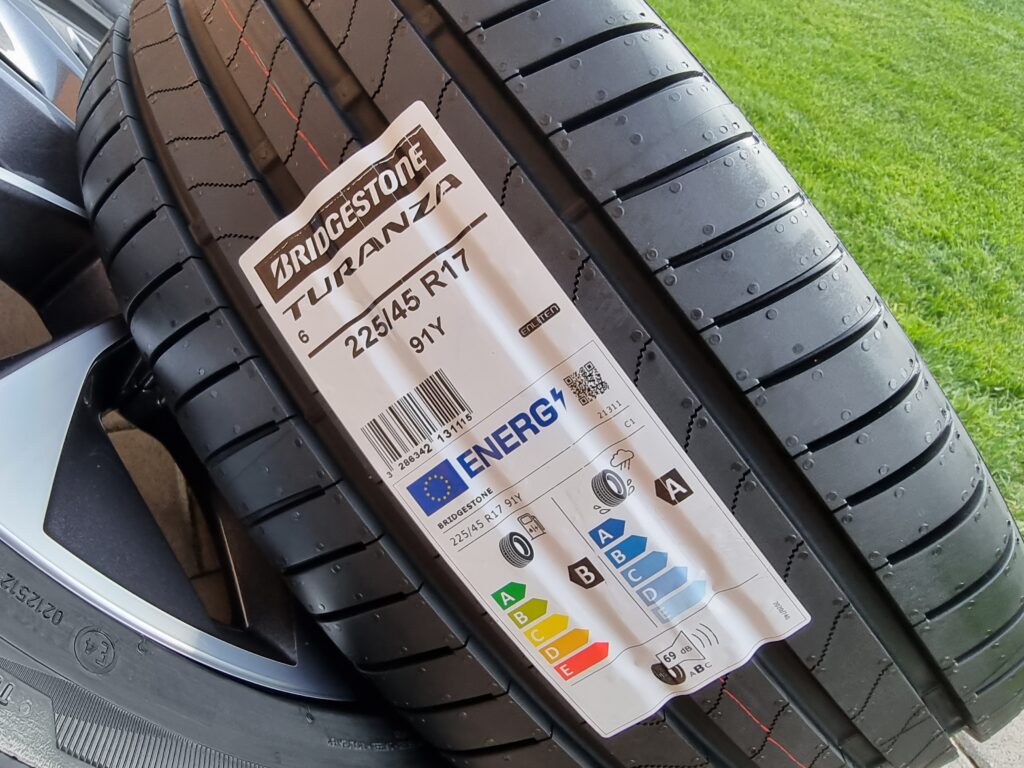 BRIDGESTONE
TURANZA
6
225/45 R17
91Y
ENLITEN
3 286342 131115
ENERG
21311
BRIDGESTONE
C1
225/45 R17 91Y
B
A
B
C
D
E
A
A
B
C
D
69 dB
ABC
02125172
E4